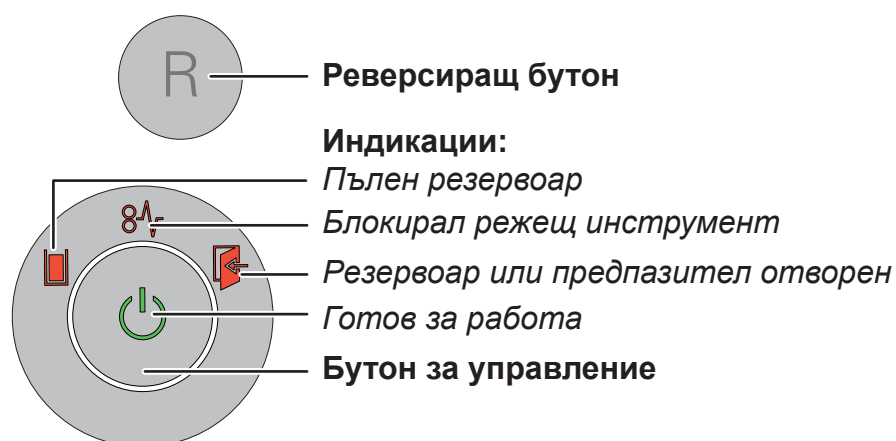 R
Реверсиращ бутон
Индикации:
Пълен резервоар
Блокирал режещ инструмент
Резервоар или предпазител отворен
Готов за работа
Бутон за управление